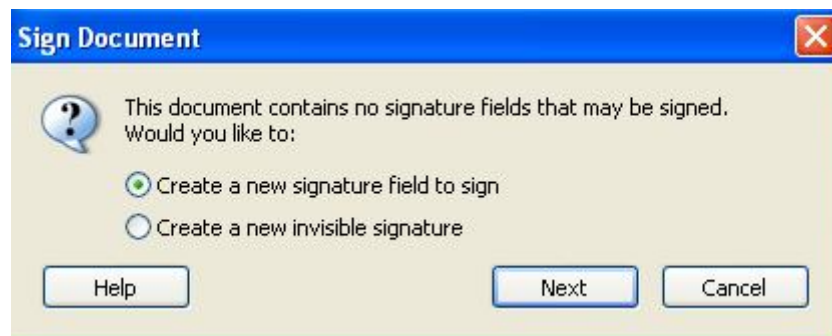 Sign Document
This document contains no signature fields that may be signed.
Would you like to:
Create a new signature field to sign
Create a new invisible signature
Help Next Cancel